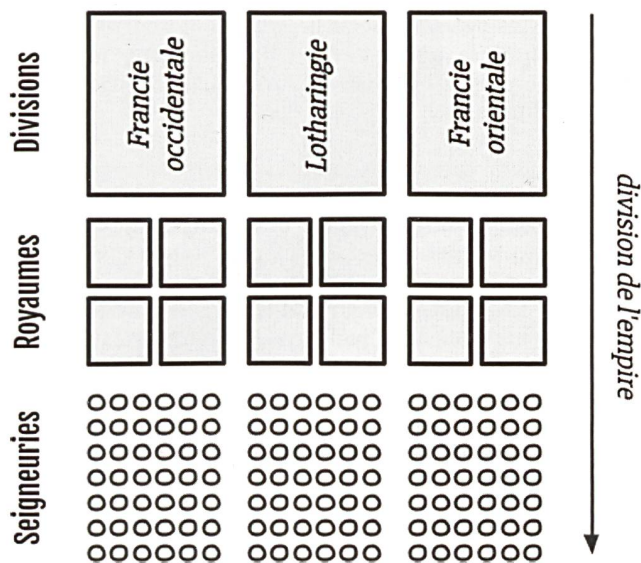 Divisions
Francie
occidentale
Lotharingie
Francie
orientale
Royaumes
Seigneuries
division de l'empire